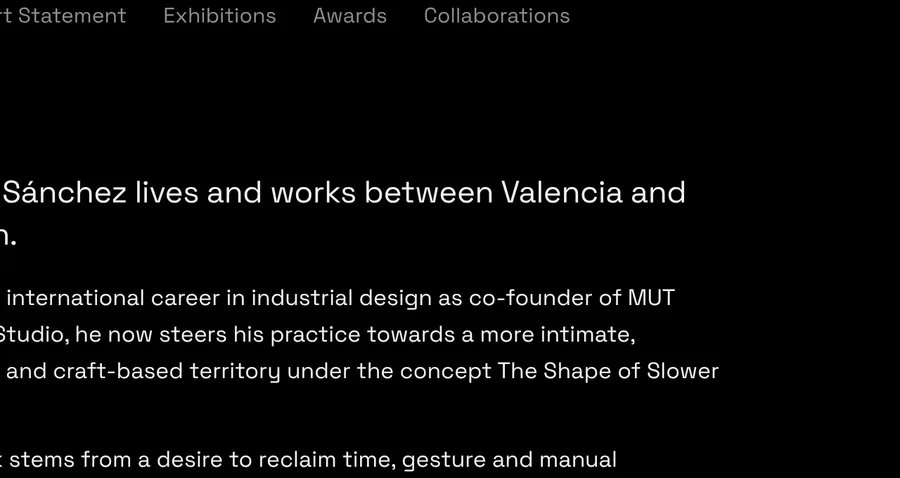 Statement Exhibitions Awards Collaborations
Sánchez lives and works between Valencia and
international career in industrial design as co-founder of MUT
Studio, he now steers his practice towards a more intimate,
and craft-based territory under the concept The Shape of Slower
stems from a desire to reclaim time, gesture and manual